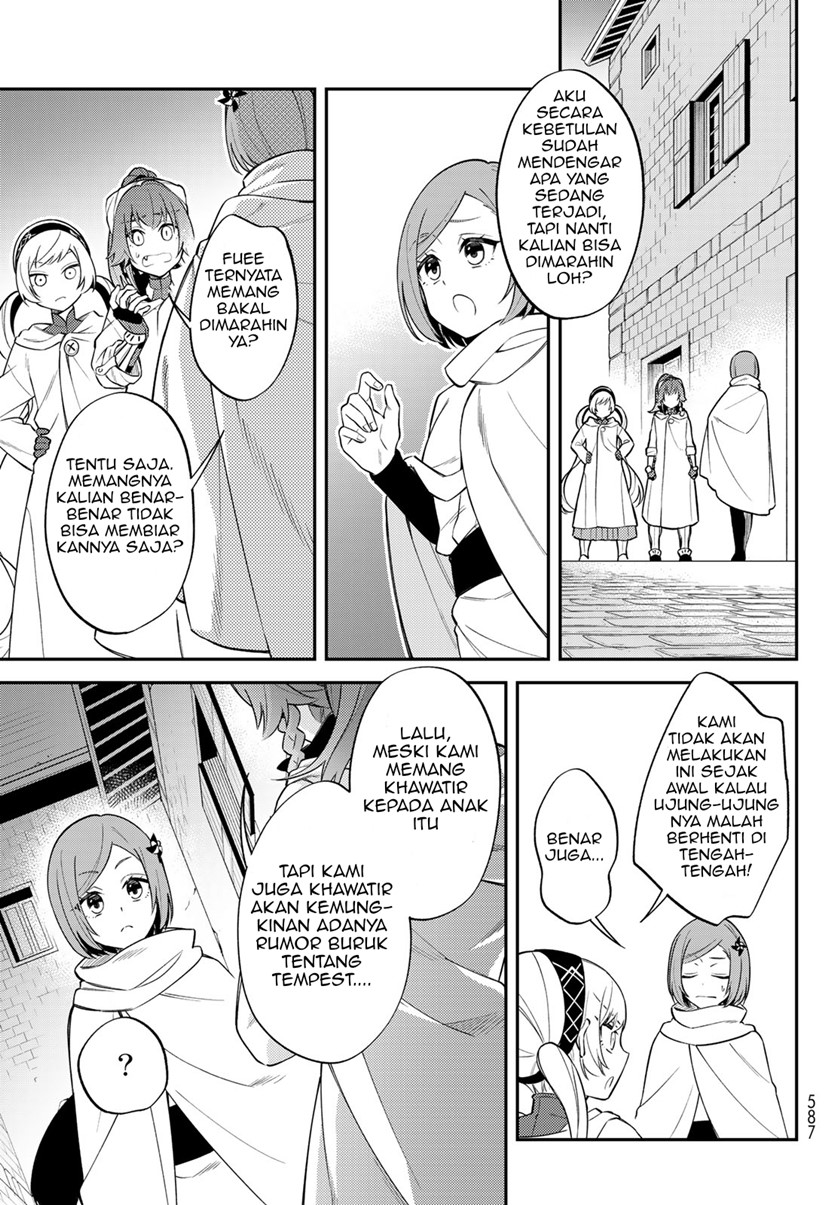 AKU
SECARA
KEBETULAN
SUDAH
MENDENGAR
APA YANG
SEDANG
TERJADI,
TAPI NANTI
KALIAN BISA
DIMARAHIN
LOH?
FUEE
TERNYATA
MEMANG
BAKAL
DIMARAHIN
YA?
TENTU SAJA.
MEMANGNYA
KALIAN BENAR-
BENAR TIDAK
BISA MEMBIAR
KANNYA SAJA?
KAMI
TIDAK AKAN
MELAKUKAN
INI SEJAK
AWAL KALAU
UJUNG-UJUNG
NYA MALAH
BERHENTI DI
TENGAH-
TENGAH!
BENAR
JUGA...
LALU,
MESKI KAMI
MEMANG
KHAWATIR
KEPADA ANAK
ITU
TAPI KAMI
JUGA KHAWATIR
AKAN KEMUNG-
KINAN ADANYA
RUMOR BURUK
TENTANG
TEMPEST....
?
587